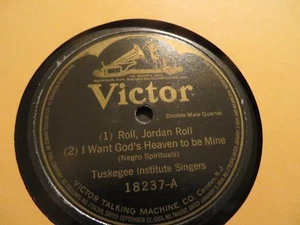 Victor
Double Male Quartet
(1) Roll, Jordan Roll
(2) I Want God's Heaven to be Mine
(Negro Spirituals)
Tuskegee Institute Singers
18237-A
VICTOR TALKING MACHINE CO. Camden, N.J.